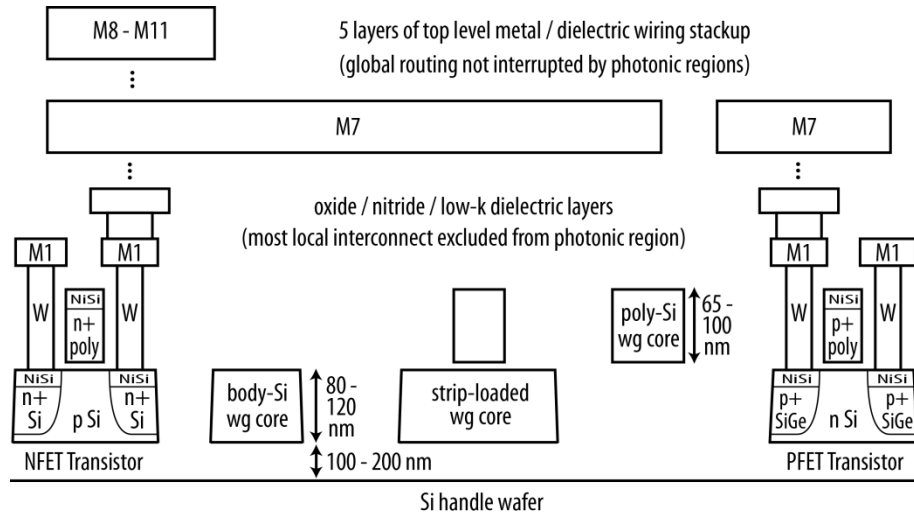 M8 - M11
5 layers of top level metal / dielectric wiring stackup
(global routing not interrupted by photonic regions)
M7
M7
oxide / nitride / low-k dielectric layers
(most local interconnect excluded from photonic region)
M1
M1
M1
M1
W
NiSi
n+
poly
W
poly-Si
wg core
65 -
100
nm
W
NiSi
p+
poly
W
NiSi
n+
Si
p Si
NiSi
n+
Si
body-Si
wg core
80 -
120
nm
strip-loaded
wg core
NiSi
p+
SiGe
n Si
NiSi
p+
SiGe
NFET Transistor
100 - 200 nm
PFET Transistor
Si handle wafer